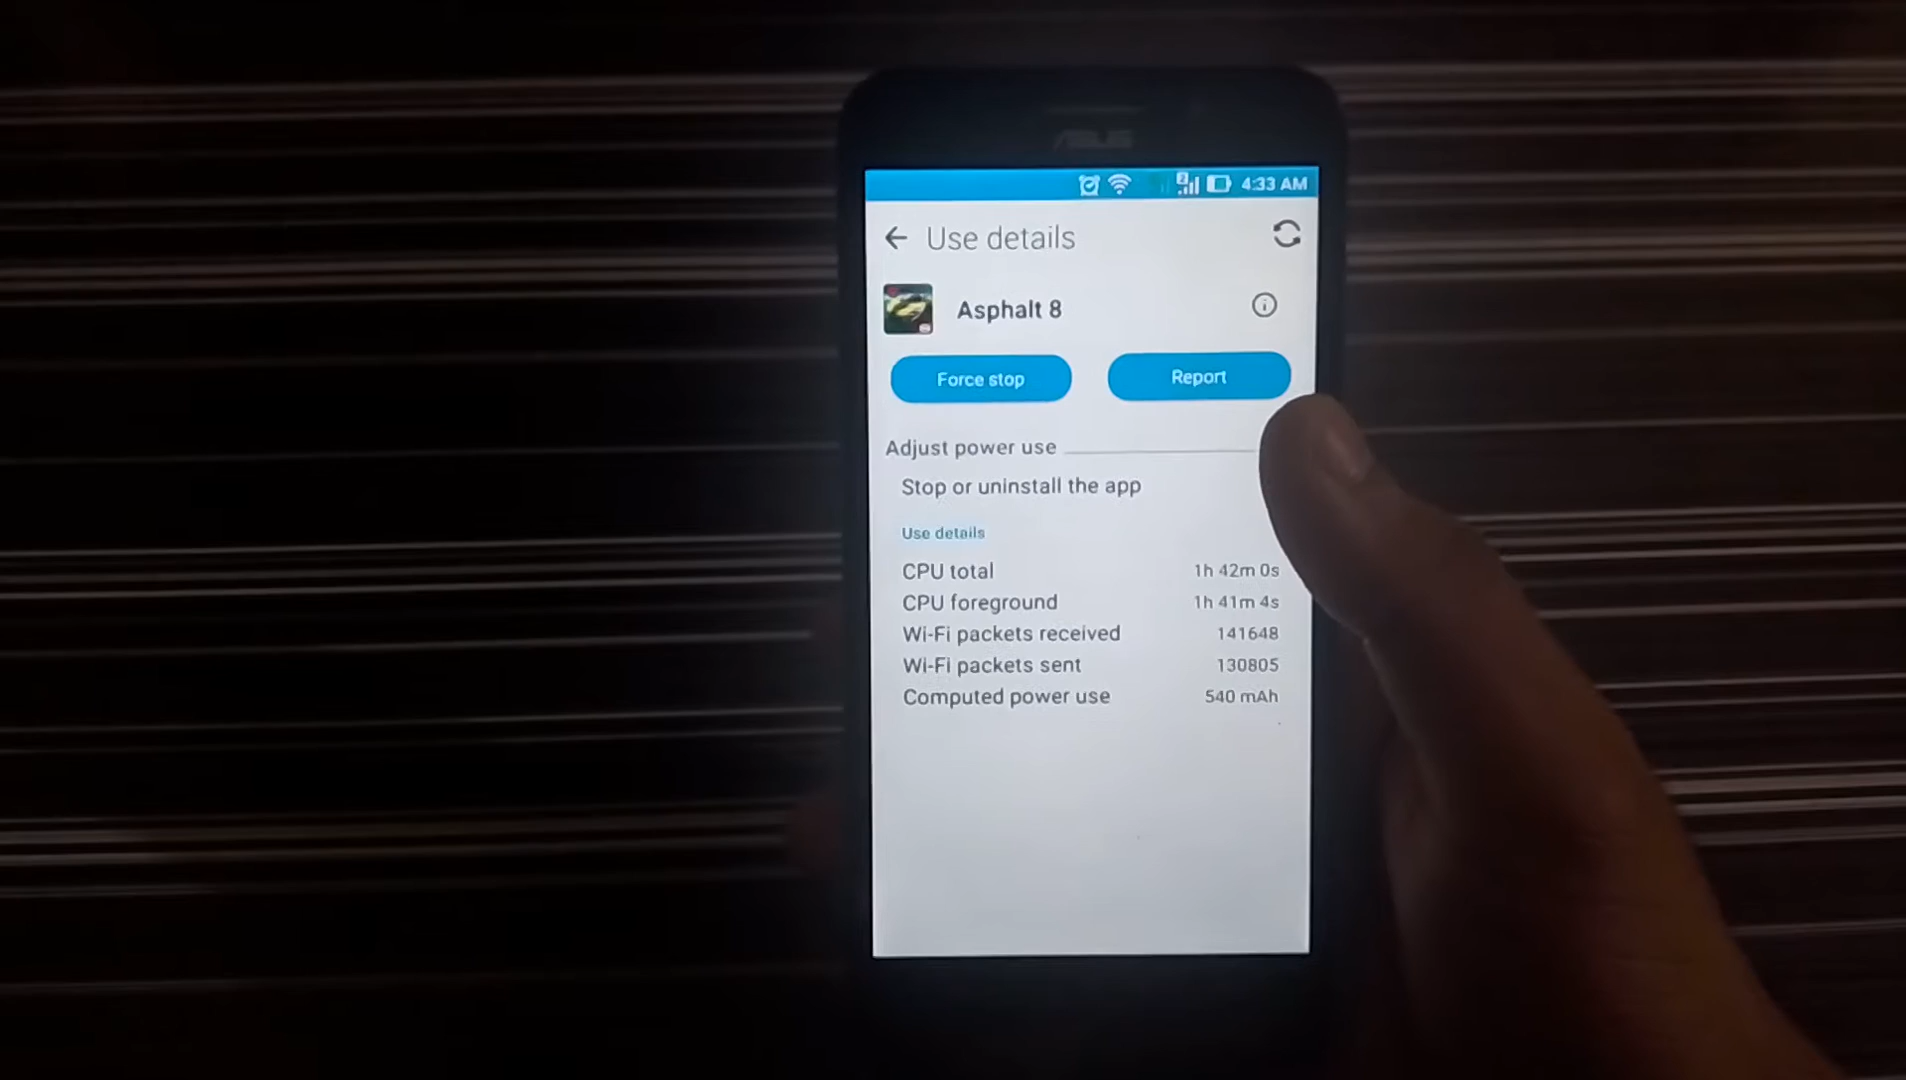 ASUS
2 4:33 AM
Use details
Asphalt 8
Force stop Report
Adjust power use
Stop or uninstall the app
Use details
CPU total 1h 42m 0s
CPU foreground 1h 41m 4s
Wi-Fi packets received 141648
Wi-Fi packets sent 130805
Computed power use 540 mAh